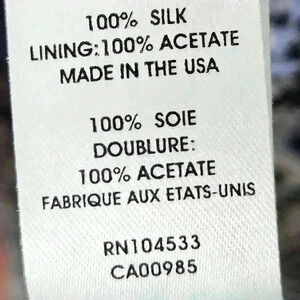 100% SILK
LINING:100% ACETATE
MADE IN THE USA
100% SOIE
DOUBLURE:
100% ACETATE
FABRIQUE AUX ETATS-UNIS
RN104533
CA00985